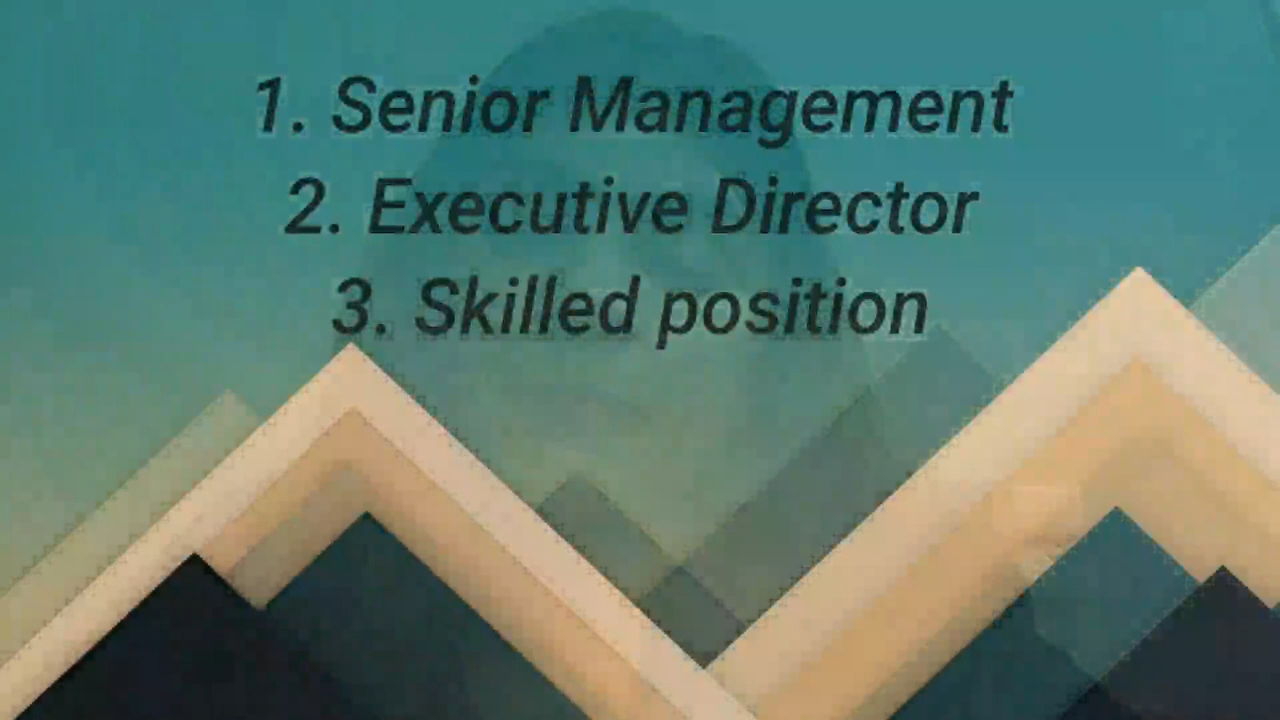 1. Senior Management
2. Executive Director
3. Skilled position